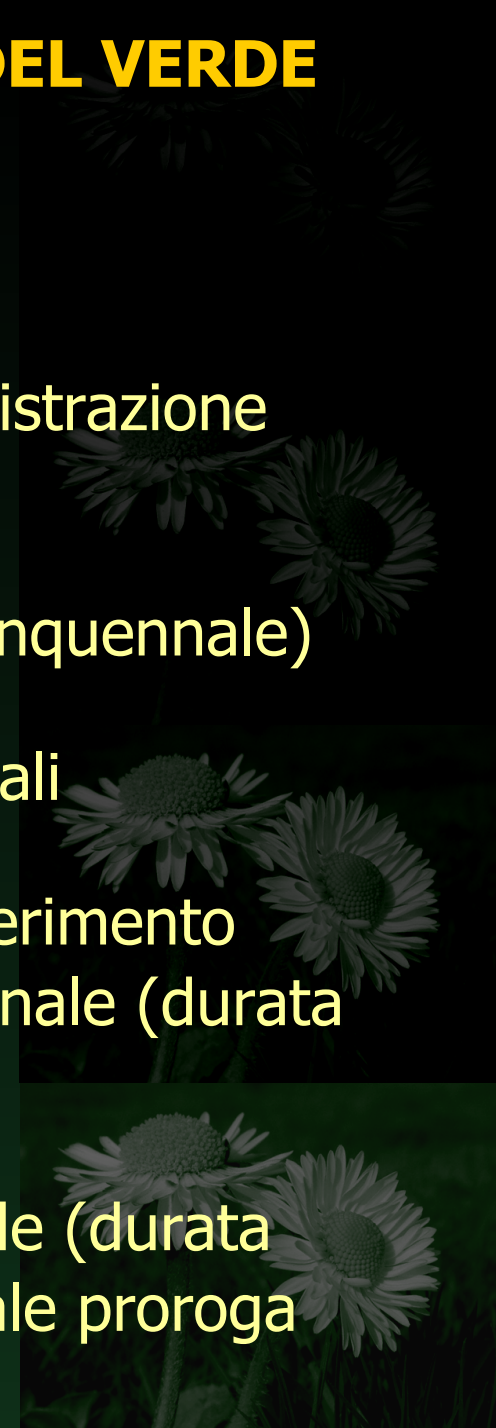 DEL VERDE
istrazione
nquennale)
ali
erimento
nale (durata
le (durata
ale proroga